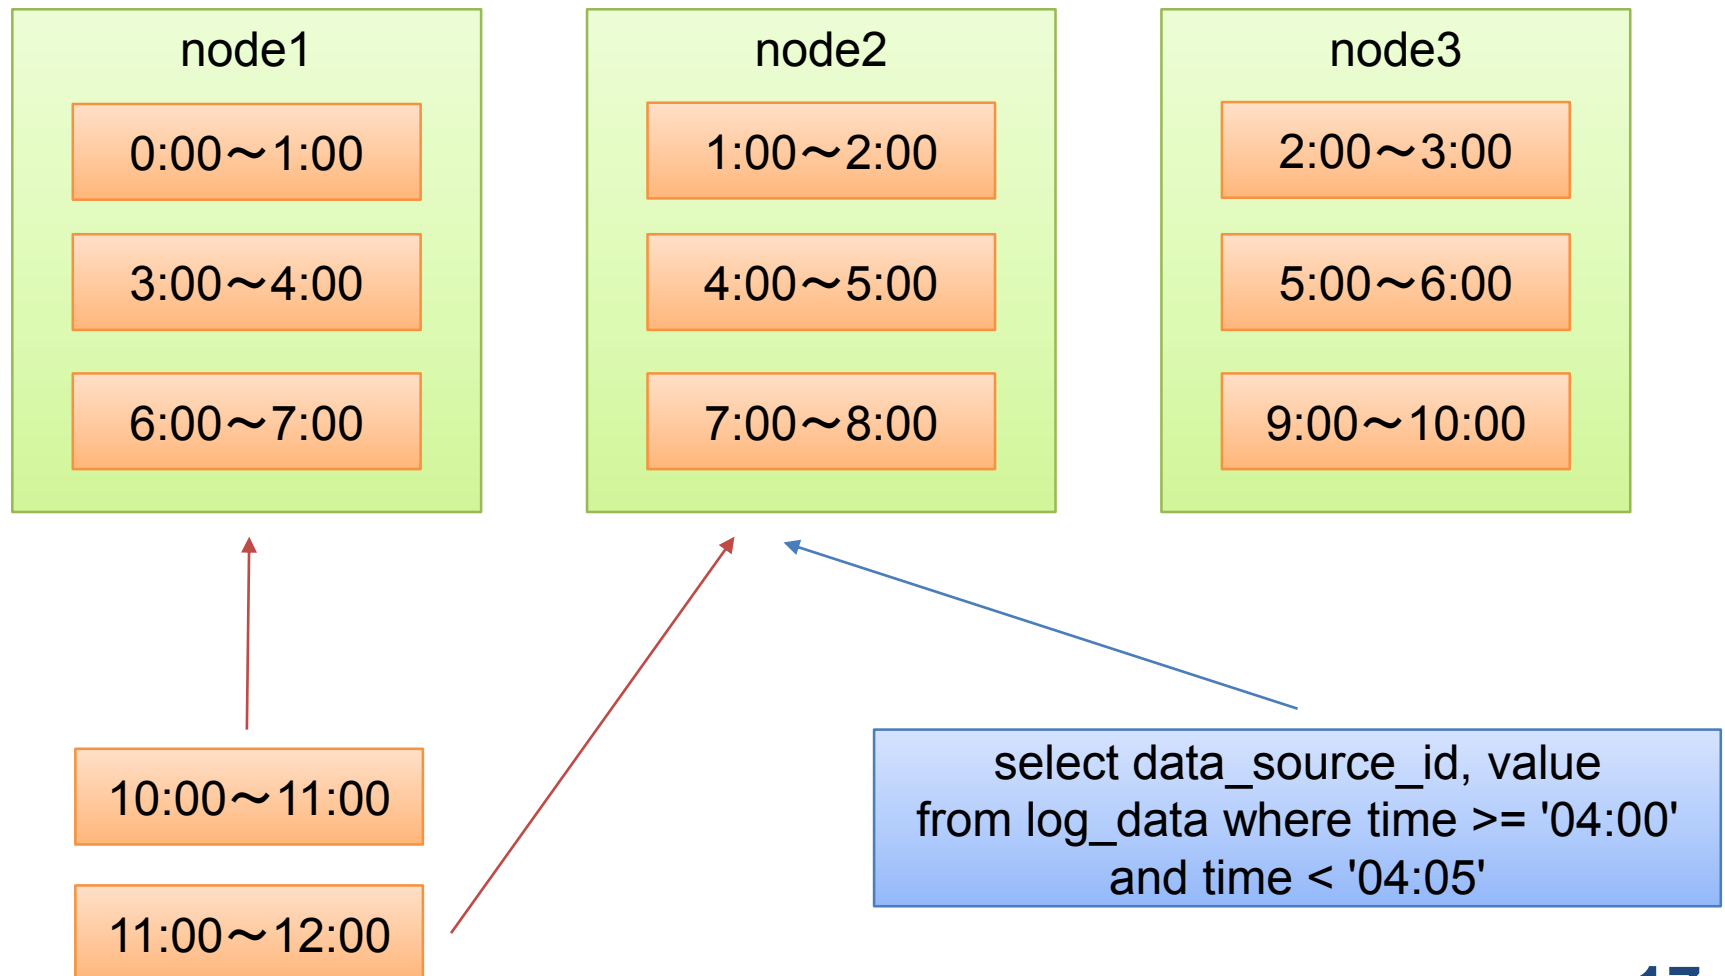 node1
0:00～1:00
3:00～4:00
6:00～7:00
node2
1:00～2:00
4:00～5:00
7:00～8:00
node3
2:00～3:00
5:00～6:00
9:00～10:00
10:00～11:00
11:00～12:00
select data_source_id, value
from log_data where time >= '04:00'
and time < '04:05'
17